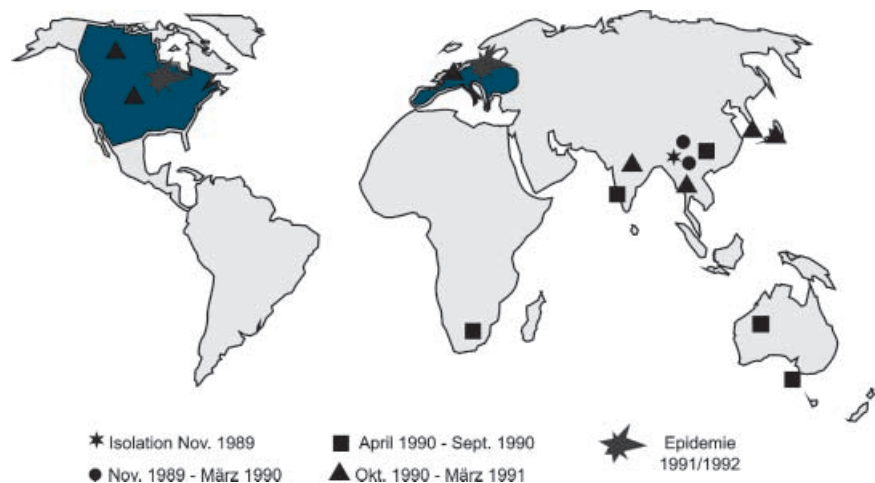 Isolation Nov. 1989
April 1990 - Sept. 1990
Epidemie
1991/1992
Nov. 1989 - März 1990
Okt. 1990 - März 1991